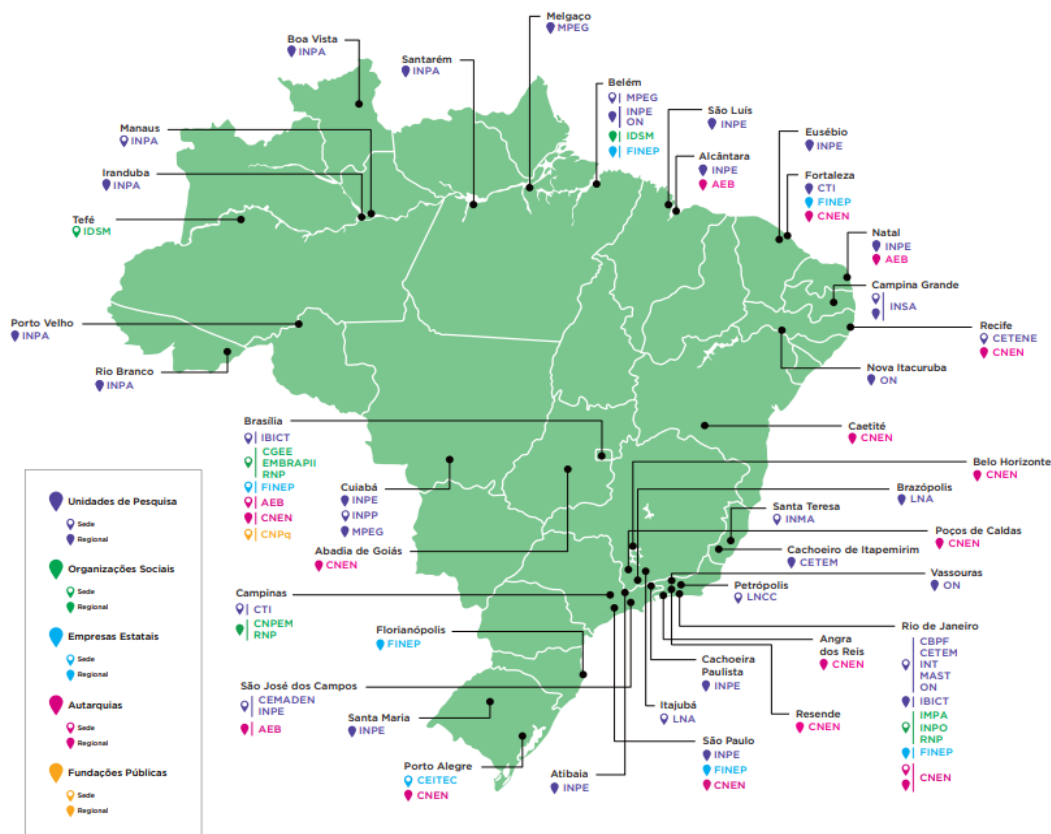 Melgaço
MPEG
Boa Vista
INPA
Santarém
INPA
Belém
MPEG
INPE
ON
IDSM
FINEP
São Luís
INPE
Manaus
INPA
Eusébio
INPE
Alcântara
INPE
AEB
Iranduba
INPA
Fortaleza
CTI
FINEP
CNEN
Tefé
IDSM
Natal
INPE
AEB
Campina Grande
INSA
Porto Velho
INPA
Recife
CETENE
CNEN
Rio Branco
INPA
Nova Itacuruba
ON
Brasília
IBICT
CGEE
EMBRAPII
RNP
FINEP
AEB
CNEN
CNPq
Caetité
CNEN
Belo Horizonte
CNEN
Cuiabá
INPE
INPP
MPEG
Brazópolis
LNA
Santa Teresa
INMA
Poços de Caldas
CNEN
Abadia de Goiás
CNEN
Cachoeiro de Itapemirim
CETEM
Vassouras
ON
Petrópolis
LNCC
Campinas
CTI
CNPEM
RNP
Florianópolis
FINEP
Rio de Janeiro
CBPF
CETEM
INT
MAST
ON
IBICT
IMPA
INPO
RNP
FINEP
CNEN
Angra
dos Reis
CNEN
Cachoeira
Paulista
INPE
São José dos Campos
CEMADEN
INPE
AEB
Itajubá
LNA
Resende
CNEN
Santa Maria
INPE
São Paulo
INPE
FINEP
CNEN
Porto Alegre
CEITEC
CNEN
Atibaia
INPE
Unidades de Pesquisa
Sede
Regional
Organizações Sociais
Sede
Regional
Empresas Estatais
Sede
Regional
Autarquias
Sede
Regional
Fundações Públicas
Sede
Regional